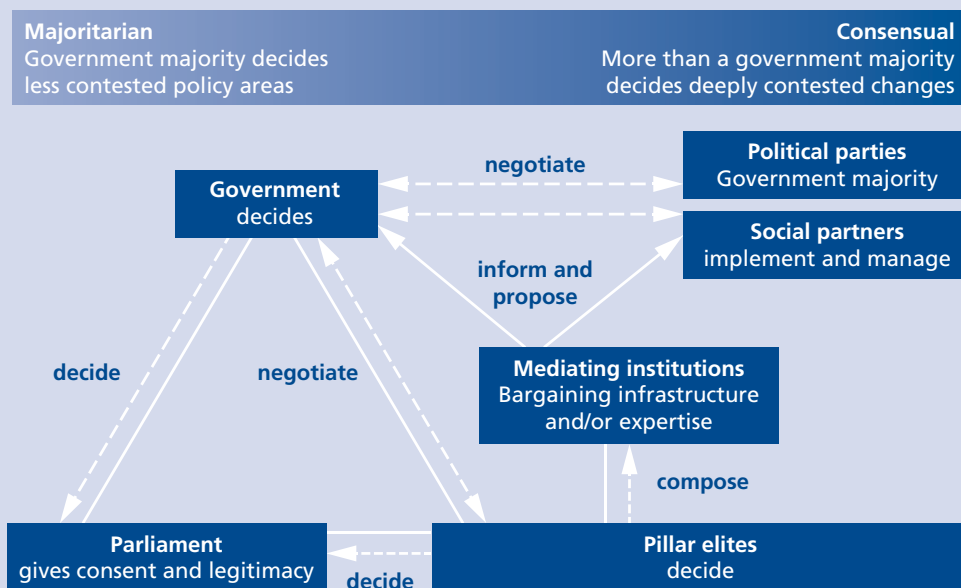 Majoritarian
Government majority decides
less contested policy areas
Consensual
More than a government majority
decides deeply contested changes
negotiate
Political parties
Government majority
Government
decides
Social partners
implement and manage
inform and
propose
decide
negotiate
Mediating institutions
Bargaining infrastructure
and/or expertise
compose
Parliament
gives consent and legitimacy
decide
Pillar elites
decide